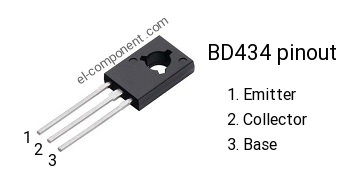 el-component.com
BD434 pinout
1. Emitter
2. Collector
3. Base
1
2
3